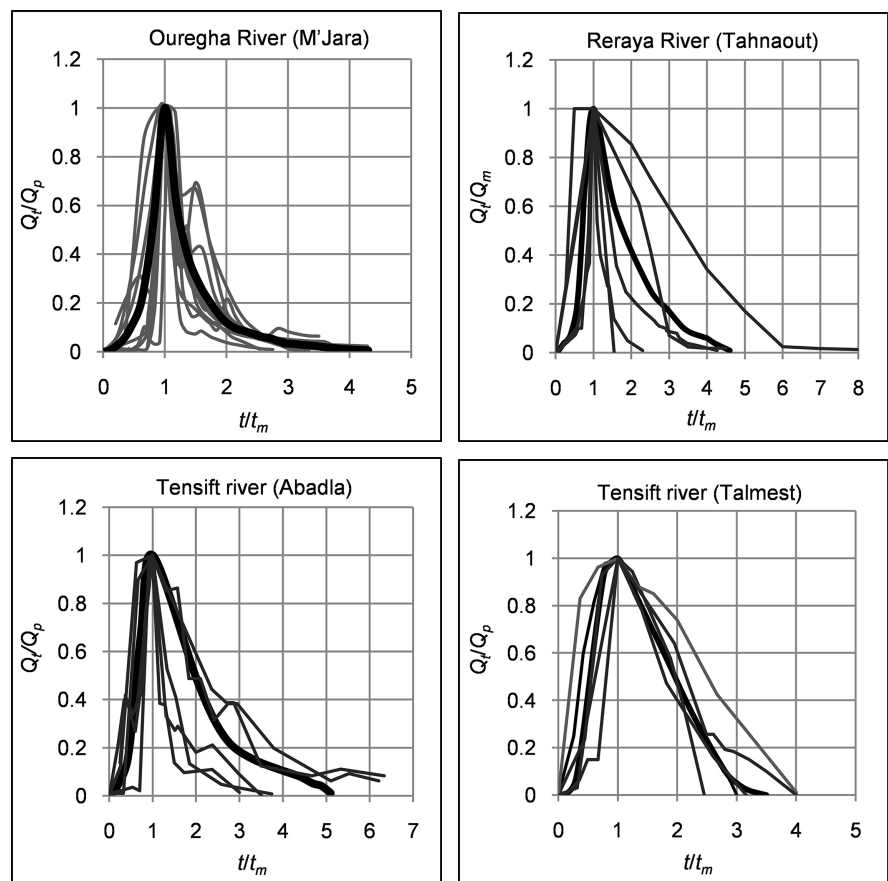 Ouregha River (M'Jara)
1.2
1
0.8
0.6
0.4
0.2
0
Qt/Qp
0 1 2 3 4 5
t/tm
Reraya River (Tahnaout)
1.2
1
0.8
0.6
0.4
0.2
0
Qt/Qm
0 1 2 3 4 5 6 7 8
t/tm
Tensift river (Abadla)
1.2
1
0.8
0.6
0.4
0.2
0
Qt/Qp
0 1 2 3 4 5 6 7
t/tm
Tensift river (Talmest)
1.2
1
0.8
0.6
0.4
0.2
0
Qt/Qp
0 1 2 3 4 5
t/tm